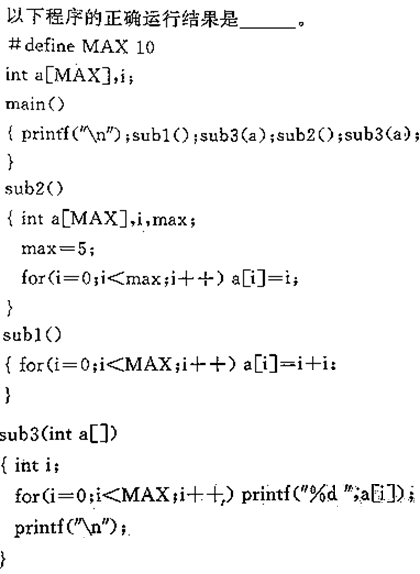 以下程序的正确运行结果是_____。
#define MAX 10
int a[MAX],i;
main()
{ printf("\n");sub1();sub3(a);sub2();sub3(a);
}
sub2()
{ int a[MAX],i,max;
max=5;
for(i=0;i<max;i++) a[i]=i;
}
sub1()
{ for(i=0;i<MAX;i++) a[i]=i+i;
}
sub3(int a[])
{ int i;
for(i=0;i<MAX;i++) printf("%d ",a[i]);
printf("\n");
}